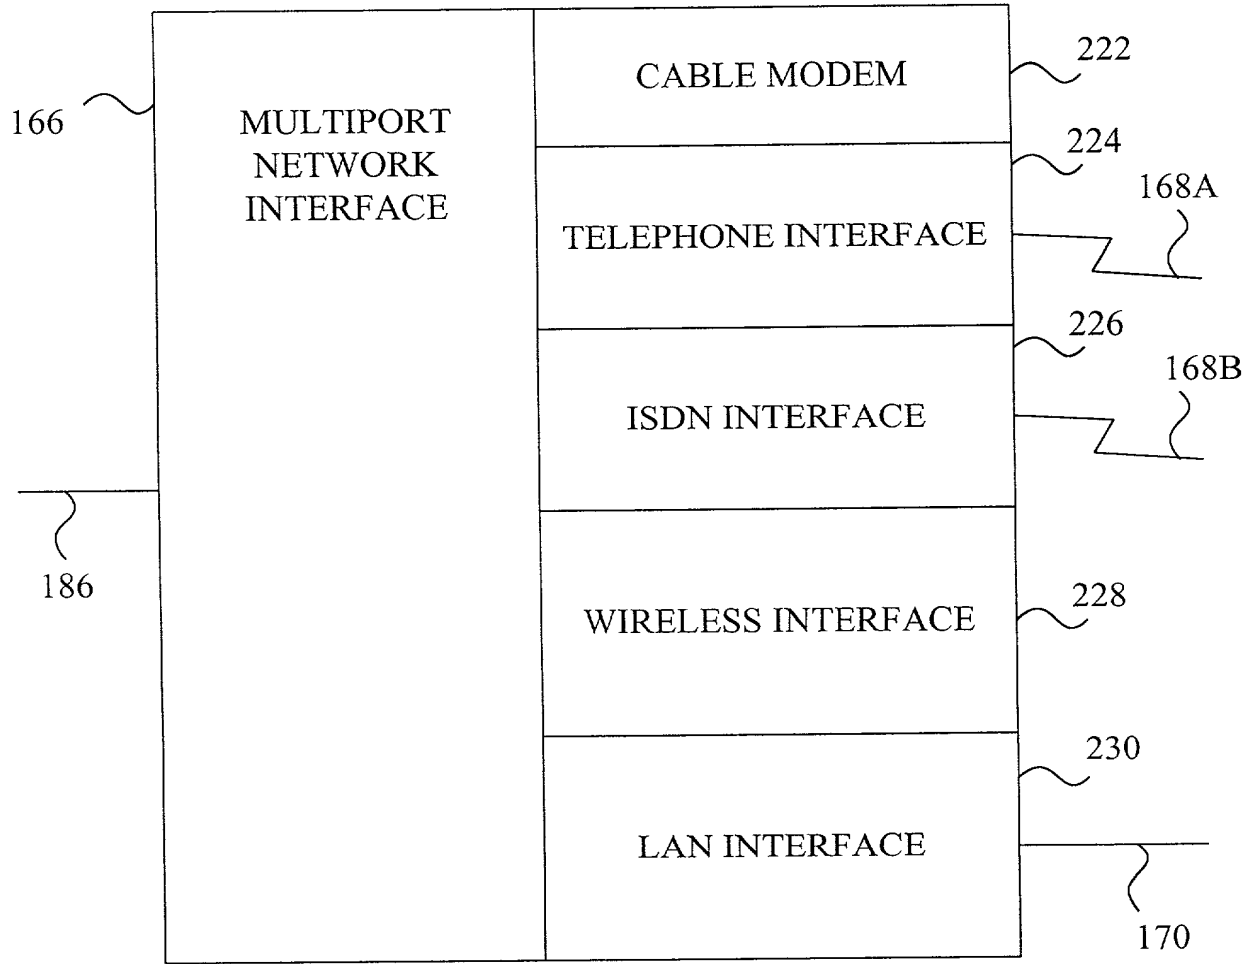 166
MULTIPORT
NETWORK
INTERFACE
186
CABLE MODEM
222
224
TELEPHONE INTERFACE
168A
226
ISDN INTERFACE
168B
WIRELESS INTERFACE
228
230
LAN INTERFACE
170